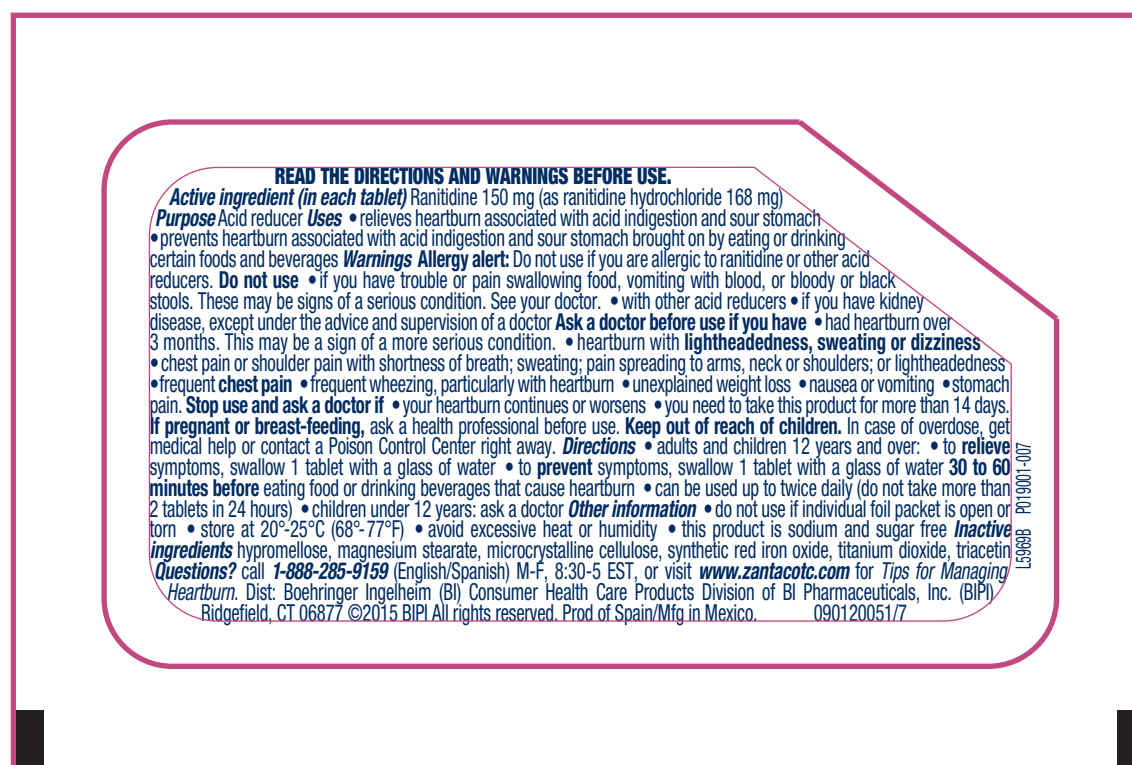 READ THE DIRECTIONS AND WARNINGS BEFORE USE.
Active ingredient (in each tablet) Ranitidine 150 mg (as ranitidine hydrochloride 168 mg)
Purpose Acid reducer Uses • relieves heartburn associated with acid indigestion and sour stomach
• prevents heartburn associated with acid indigestion and sour stomach brought on by eating or drinking
certain foods and beverages Warnings Allergy alert: Do not use if you are allergic to ranitidine or other acid
reducers. Do not use • if you have trouble or pain swallowing food, vomiting with blood, or bloody or black
stools. These may be signs of a serious condition. See your doctor. • with other acid reducers • if you have kidney
disease, except under the advice and supervision of a doctor Ask a doctor before use if you have • had heartburn over
3 months. This may be a sign of a more serious condition. • heartburn with lightheadedness, sweating or dizziness
• chest pain or shoulder pain with shortness of breath; sweating; pain spreading to arms, neck or shoulders; or lightheadedness
• frequent chest pain • frequent wheezing, particularly with heartburn • unexplained weight loss • nausea or vomiting • stomach
pain. Stop use and ask a doctor if • your heartburn continues or worsens • you need to take this product for more than 14 days.
If pregnant or breast-feeding, ask a health professional before use. Keep out of reach of children. In case of overdose, get
medical help or contact a Poison Control Center right away. Directions • adults and children 12 years and over: • to relieve
symptoms, swallow 1 tablet with a glass of water • to prevent symptoms, swallow 1 tablet with a glass of water 30 to 60
minutes before eating food or drinking beverages that cause heartburn • can be used up to twice daily (do not take more than
2 tablets in 24 hours) • children under 12 years: ask a doctor Other information • do not use if individual foil packet is open or
torn • store at 20°-25°C (68°-77°F) • avoid excessive heat or humidity • this product is sodium and sugar free Inactive
ingredients hypromellose, magnesium stearate, microcrystalline cellulose, synthetic red iron oxide, titanium dioxide, triacetin
Questions? call 1-888-285-9159 (English/Spanish) M-F, 8:30-5 EST, or visit www.zantacotc.com for Tips for Managing
Heartburn. Dist: Boehringer Ingelheim (BI) Consumer Health Care Products Division of BI Pharmaceuticals, Inc. (BIPI)
Ridgefield, CT 06877 ©2015 BIPI All rights reserved. Prod of Spain/Mfg in Mexico. 090120051/7
L5969B P0190001-007